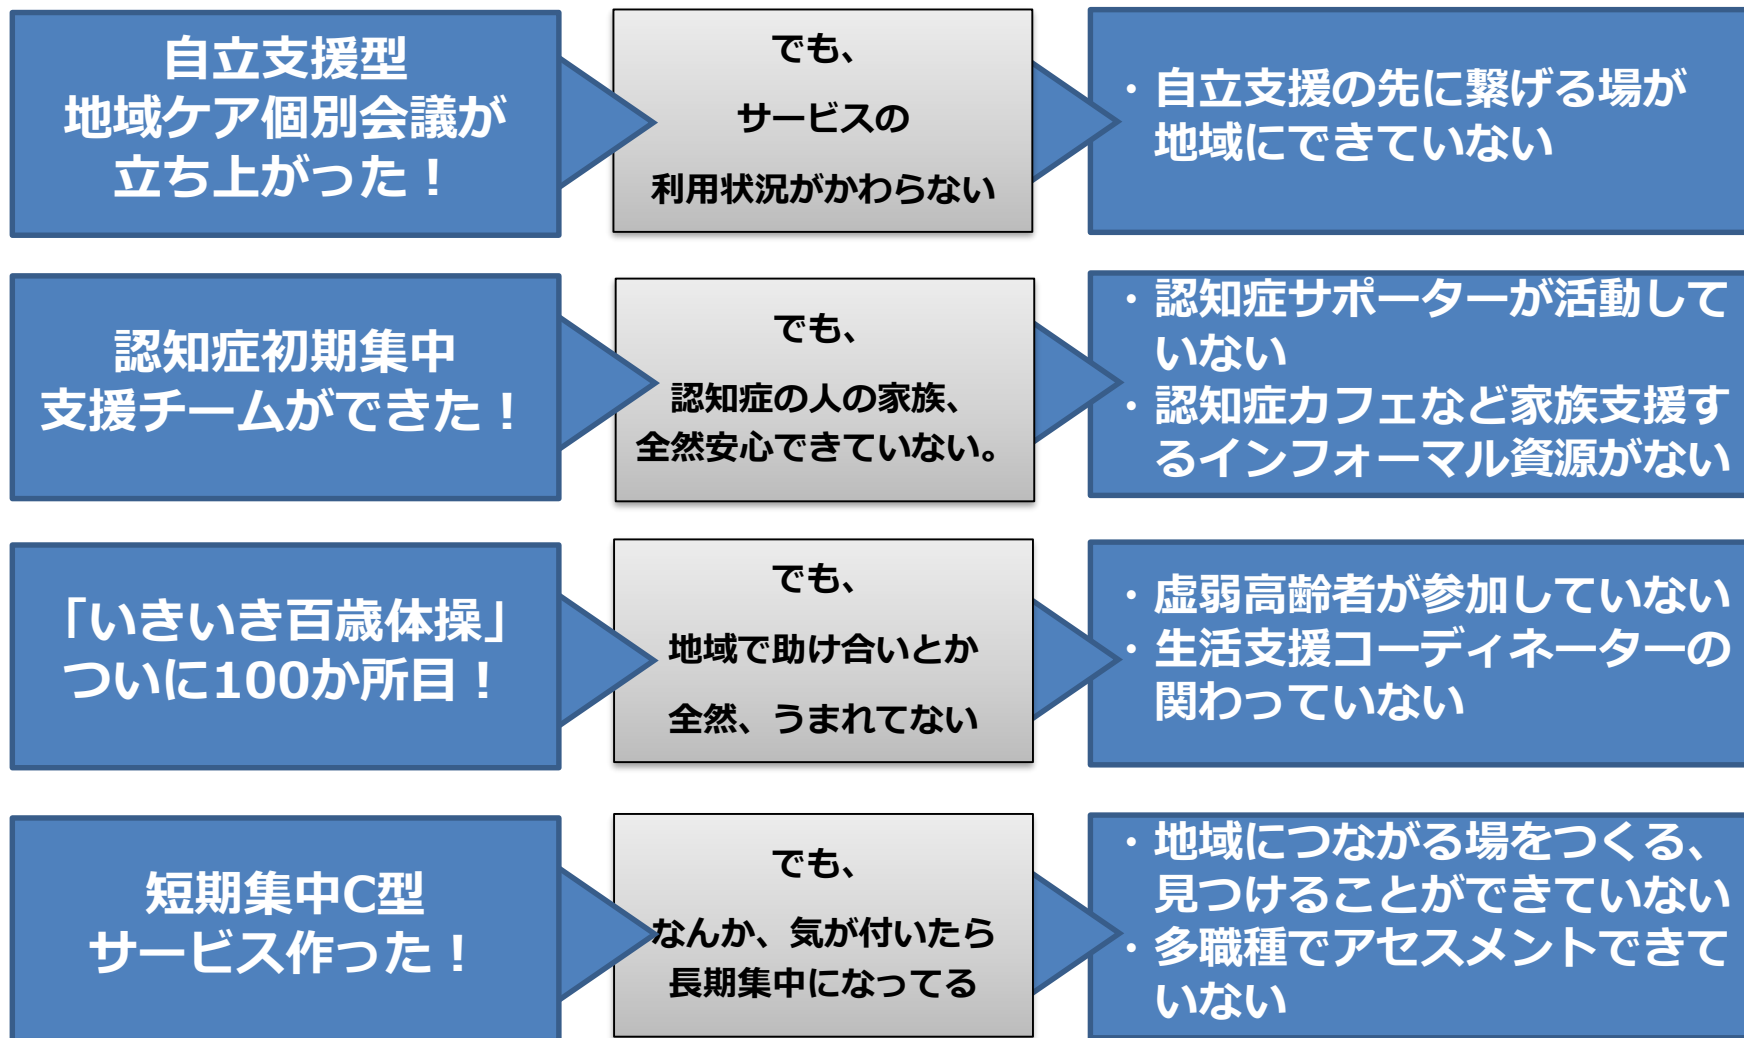 自立支援型
地域ケア個別会議が
立ち上がった！
でも、
サービスの
利用状況がかわらない
・自立支援の先に繋げる場が
地域にできていない
認知症初期集中
支援チームができた！
でも、
認知症の人の家族、
全然安心できていない。
・認知症サポーターが活動して
いない
・認知症カフェなど家族支援す
るインフォーマル資源がない
「いきいき百歳体操」
ついに100か所目！
でも、
地域で助け合いとか
全然、うまれてない
・虚弱高齢者が参加していない
・生活支援コーディネーターの
関わっていない
短期集中C型
サービス作った！
でも、
なんか、気が付いたら
長期集中になってる
・地域につながる場をつくる、
見つけることができていない
・多職種でアセスメントできて
いない